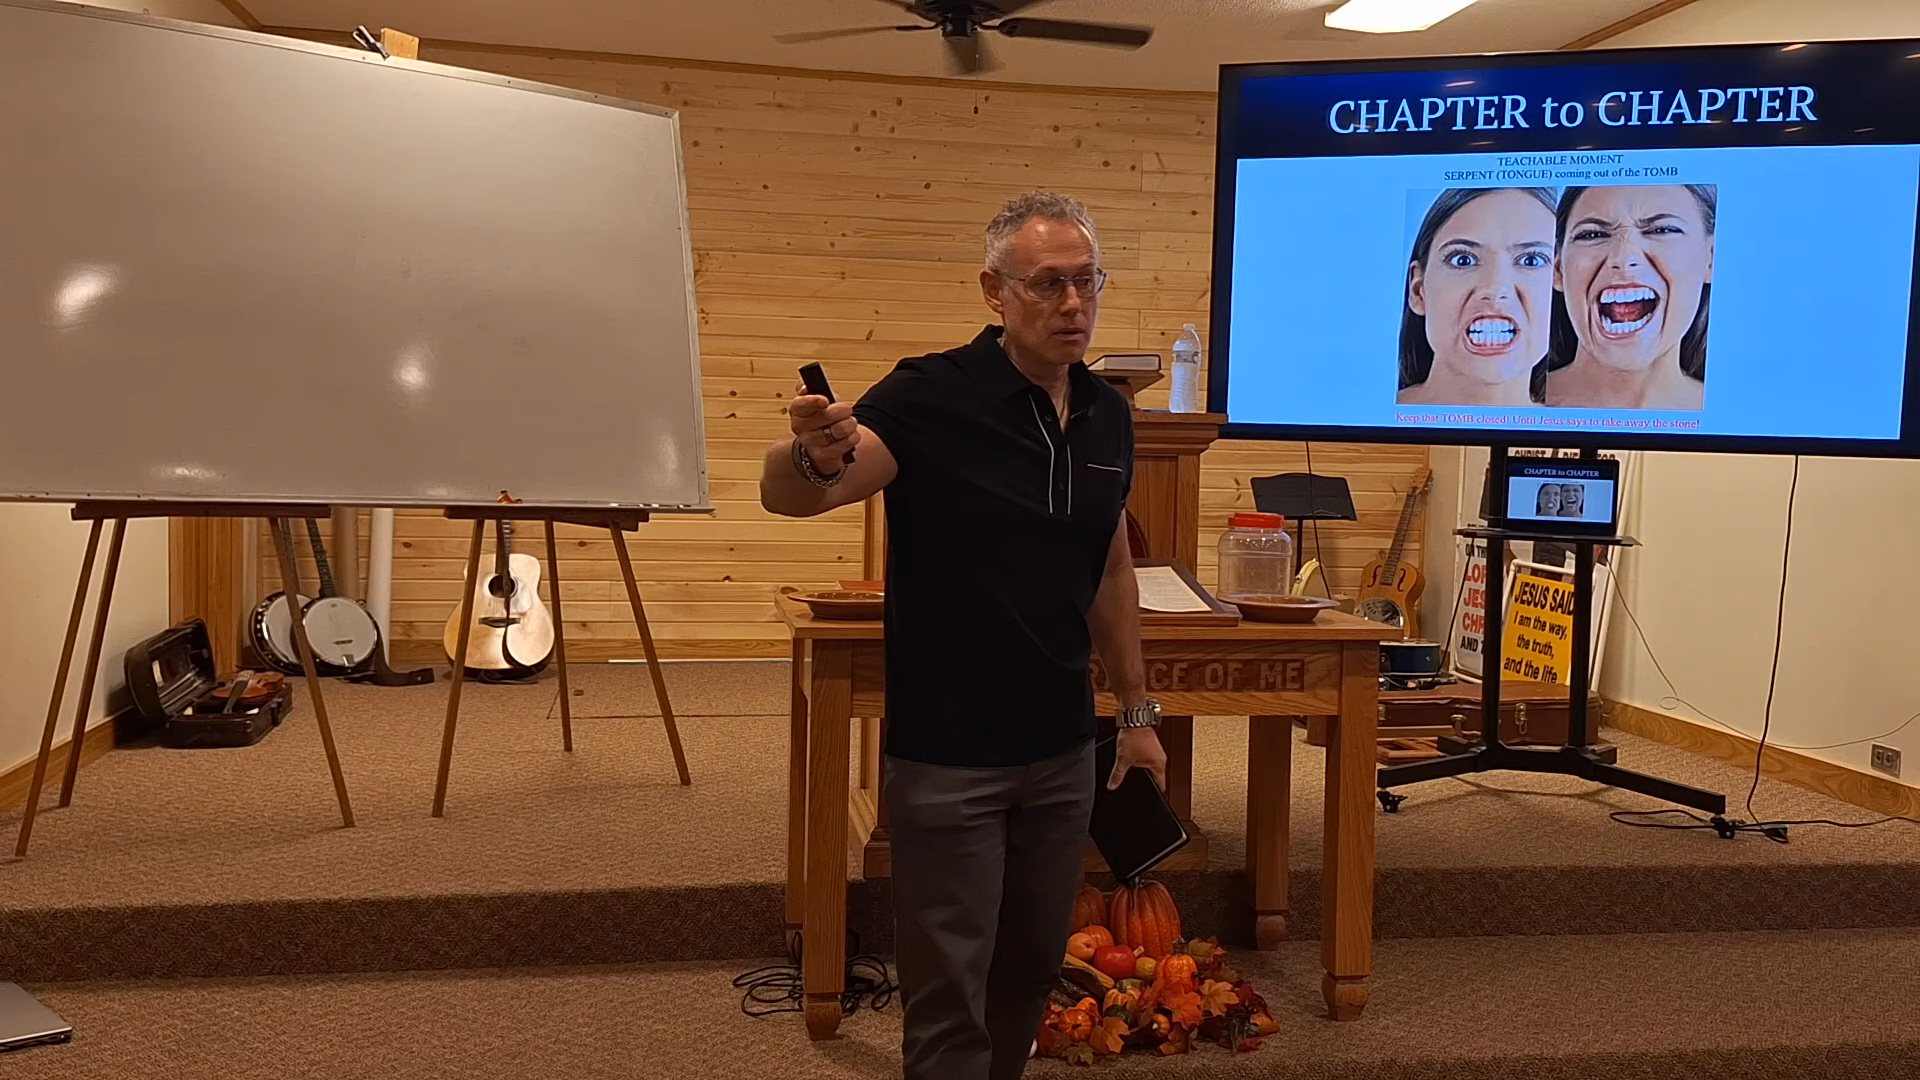 CHAPTER to CHAPTER
TEACHABLE MOMENT
SERPENT (TONGUE) coming out of the TOMB
Keep that TOMB closed! Until Jesus says to take away the stone!
CHAPTER to CHAPTER
JESUS SAID
I am the way,
the truth,
and the life
OF ME